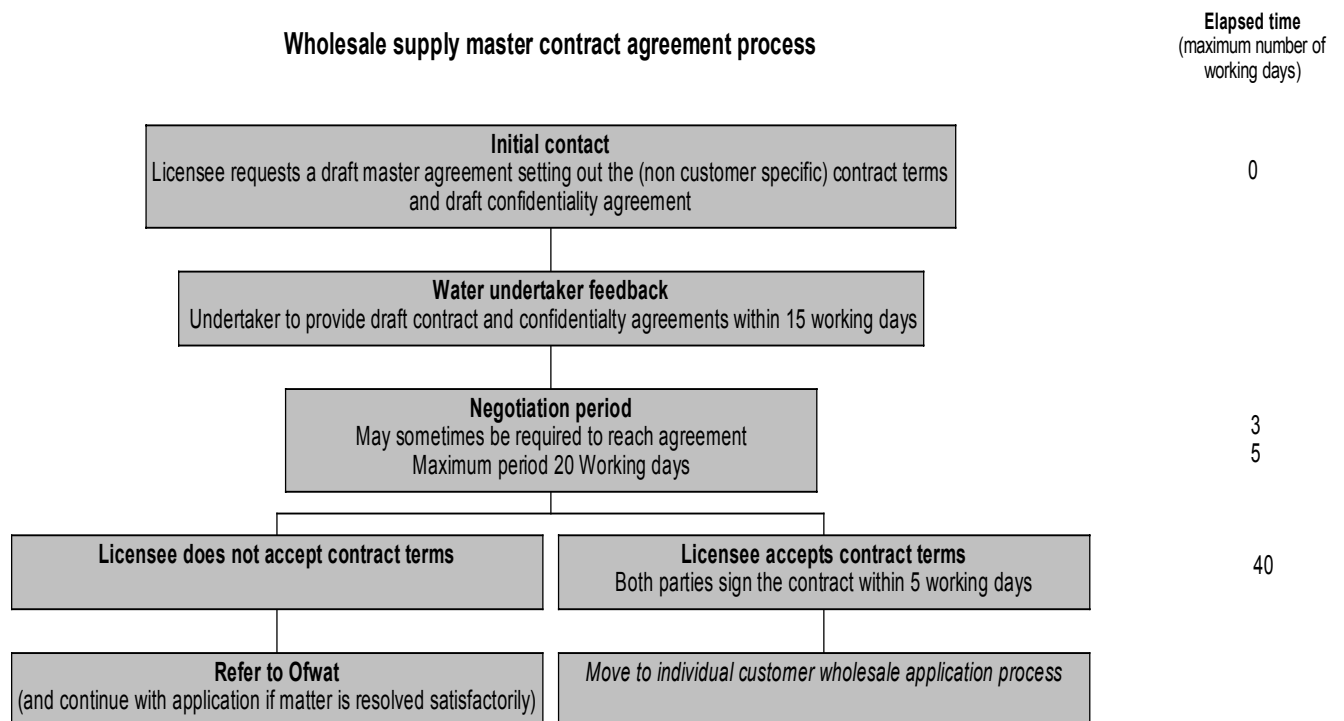 Wholesale supply master contract agreement process
Elapsed time
(maximum number of
working days)
Initial contact
Licensee requests a draft master agreement setting out the (non customer specific) contract terms
and draft confidentiality agreement
0
Water undertaker feedback
Undertaker to provide draft contract and confidentialty agreements within 15 working days
Negotiation period
May sometimes be required to reach agreement
Maximum period 20 Working days
3
5
Licensee does not accept contract terms
Licensee accepts contract terms
Both parties sign the contract within 5 working days
40
Refer to Ofwat
(and continue with application if matter is resolved satisfactorily)
Move to individual customer wholesale application process